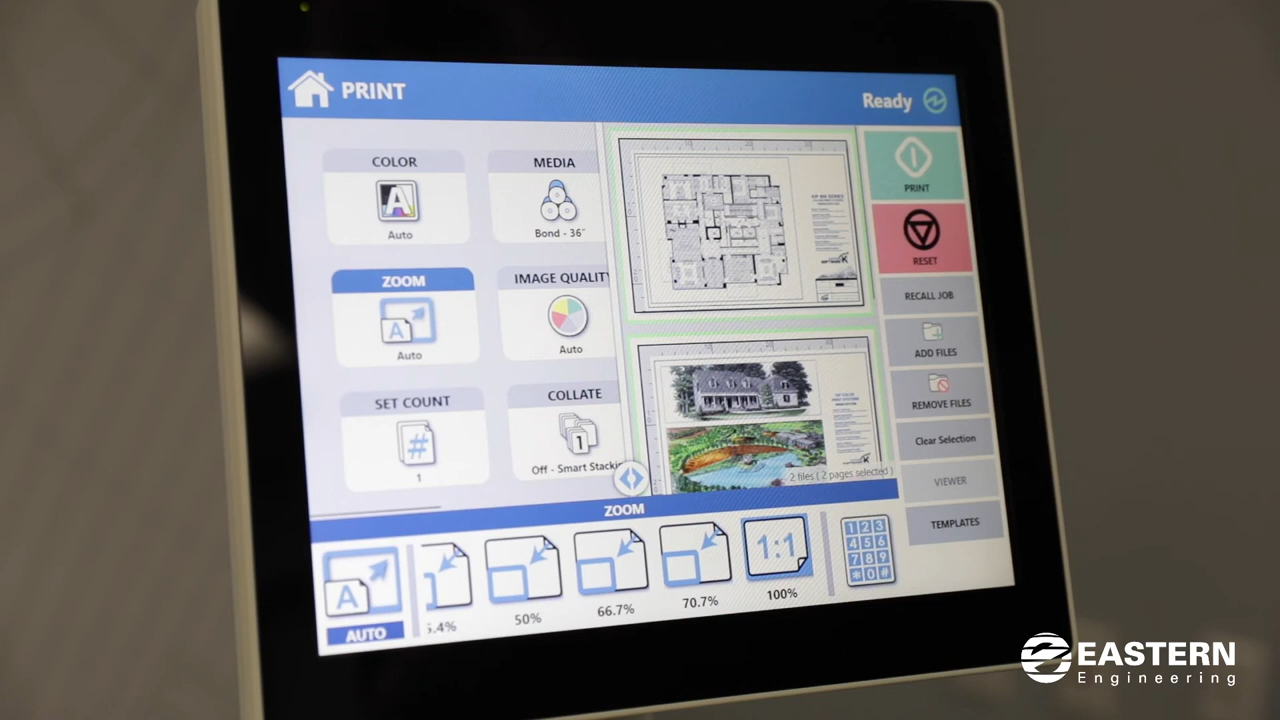 PRINT
Ready
COLOR
Auto
MEDIA
Bond - 36"
ZOOM
A
Auto
IMAGE QUALITY
Auto
SET COUNT
#
1
COLLATE
1
Off - Smart Stacki
2 files ( 2 pages selected )
PRINT
RESET
RECALL JOB
ADD FILES
REMOVE FILES
Clear Selection
VIEWER
TEMPLATES
ZOOM
A
AUTO
5.4%
50%
66.7%
70.7%
1:1
100%
1 2 3
4 5 6
7 8 9
* 0 #
EASTERN
Engineering